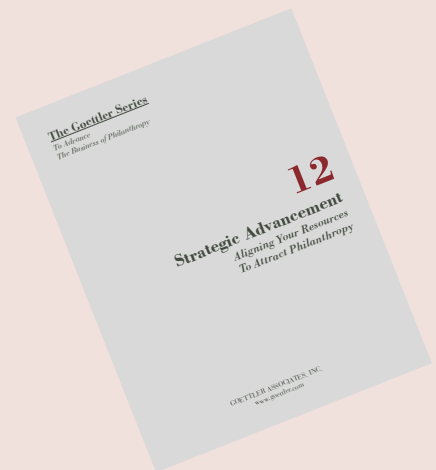 The Goettler Series
To Advance
The Business of Philanthropy
12
Strategic Advancement
Aligning Your Resources
To Attract Philanthropy
GOETTLER ASSOCIATES, INC.
www.goettler.com